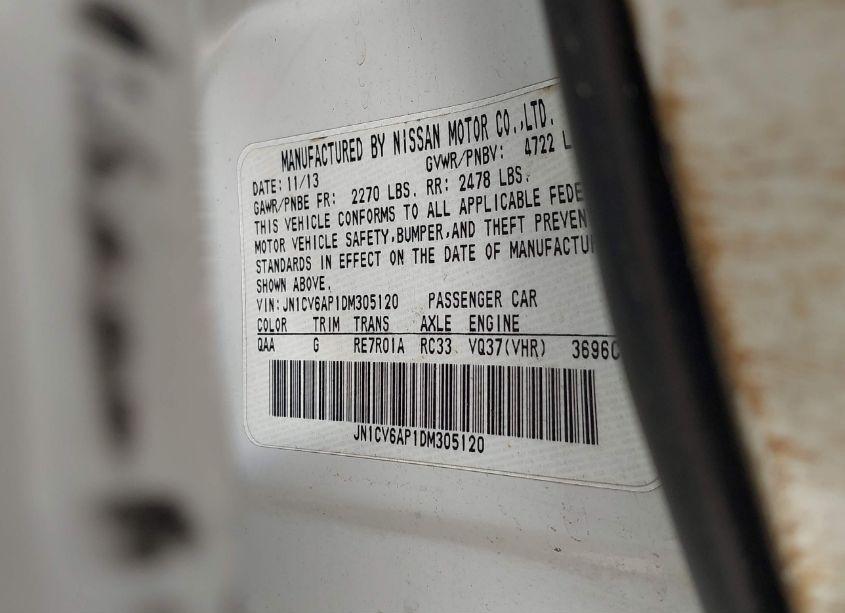 MANUFACTURED BY NISSAN MOTOR CO.,LTD.
DATE: 11/13 GVWR/PNBV: 4722 L
GAWR/PNBE FR: 2270 LBS. RR: 2478 LBS.
THIS VEHICLE CONFORMS TO ALL APPLICABLE FEDE
MOTOR VEHICLE SAFETY,BUMPER,AND THEFT PREVEN
STANDARDS IN EFFECT ON THE DATE OF MANUFACTU
SHOWN ABOVE.
VIN:JN1CV6AP1DM305120 PASSENGER CAR
COLOR TRIM TRANS AXLE ENGINE
QAA G RE7R01A RC33 VQ37(VHR) 3696C
JN1CV6AP1DM305120